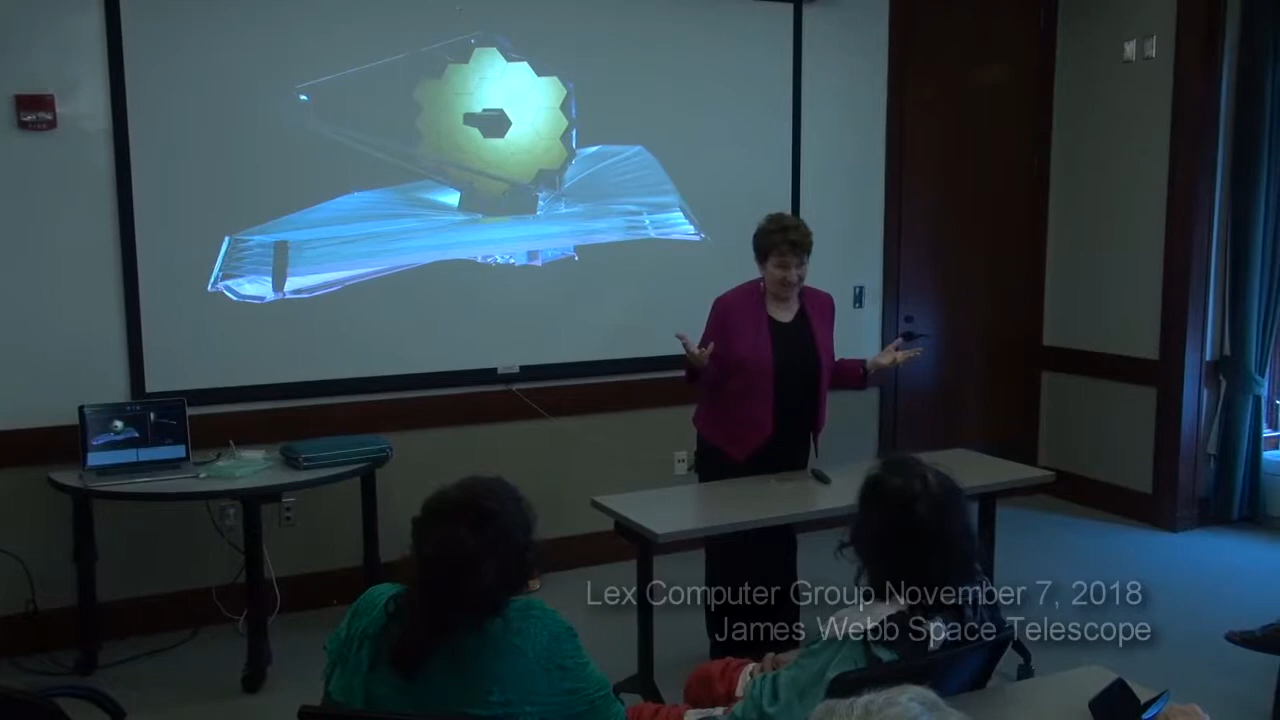 Lex Computer Group November 7, 2018
James Webb Space Telescope